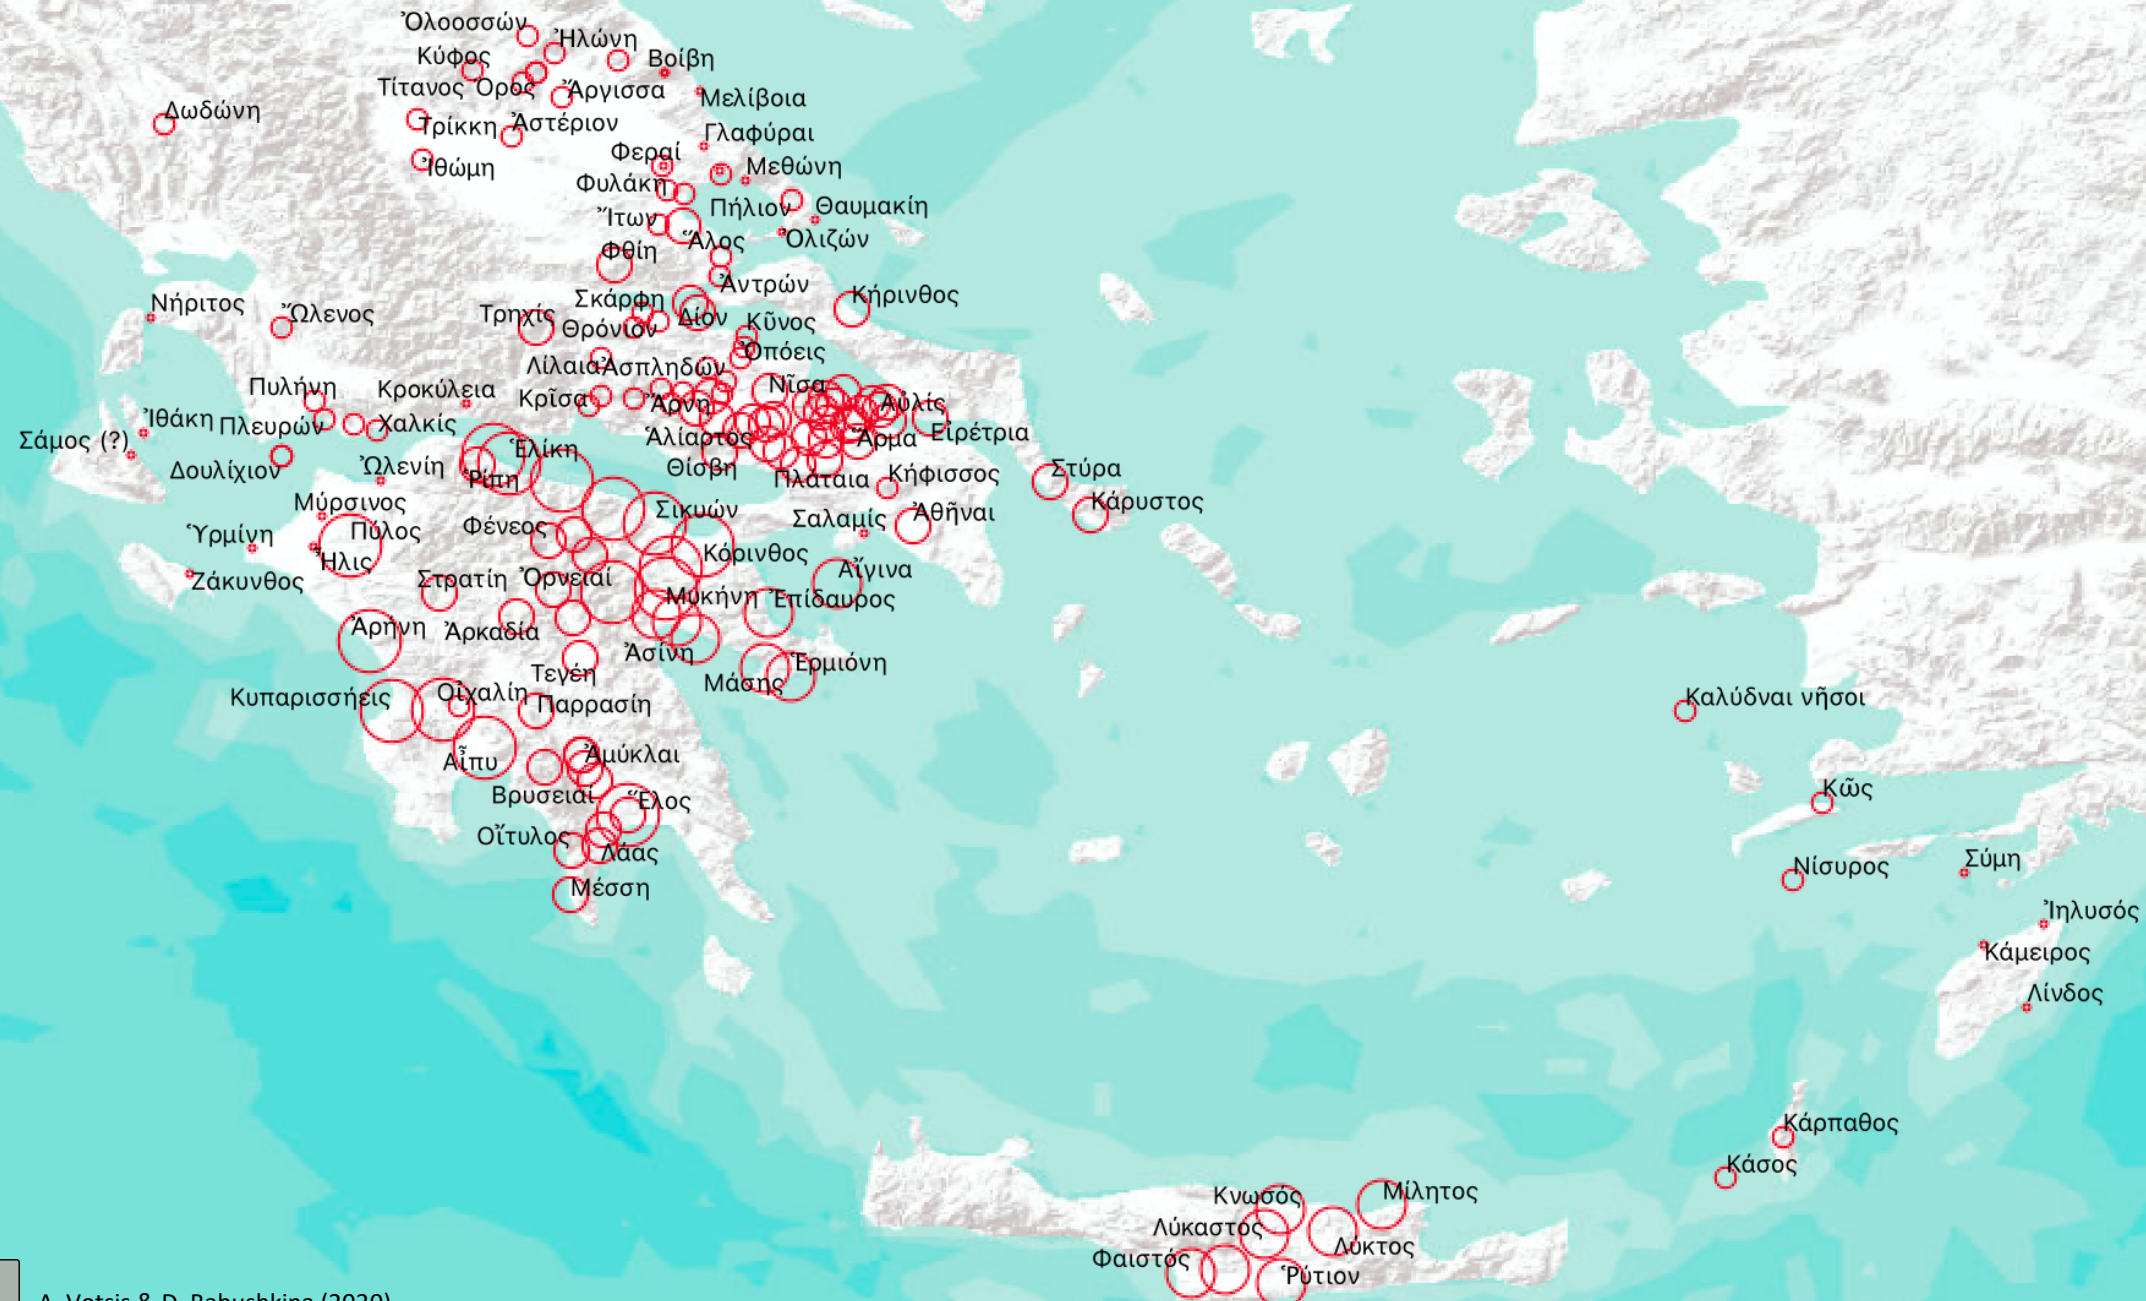 Ὀλοοσσών
Ἠλώνη
Κύφος
Βοίβη
Τίτανος Ὄρος
Ἄργισσα
Μελίβοια
Δωδώνη
Τρίκκη
Ἀστέριον
Γλαφύραι
Φεραί
Ἰθώμη
Μεθώνη
Φυλάκη
Ἴτων
Πήλιον
Θαυμακίη
Ἅλος
Ὀλιζών
Φθίη
Ἀντρών
Νήριτος
Ὤλενος
Σκάρφη
Κήρινθος
Τρηχίς
Θρόνιον
Δίον
Κῦνος
Ὀπόεις
Λίλαια
Ἀσπληδών
Πυλήνη
Κροκύλεια
Νῖσα
Κρῖσα
Ἄρνη
Αὐλίς
Ἰθάκη
Πλευρών
Χαλκίς
Σάμος (?)
Ἁλίαρτος
Ἅρμα
Εἰρέτρια
Δουλίχιον
Ὠλενίη
Ἑλίκη
Ῥίπη
Θίσβη
Πλάταια
Κήφισσος
Στύρα
Μύρσινος
Κάρυστος
Σικυών
Σαλαμίς
Ἀθῆναι
Ὑρμίνη
Πύλος
Φένεος
Ἦλις
Κόρινθος
Ζάκυνθος
Στρατίη
Ὀρνειαί
Αἴγινα
Μυκήνη
Ἐπίδαυρος
Ἀρήνη
Ἀρκαδία
Ἀσίνη
Ἑρμιόνη
Τεγέη
Μάσης
Κυπαρισσήεις
Οἰχαλίη
Παρρασίη
Καλύδναι νῆσοι
Αἶπυ
Ἀμύκλαι
Βρυσειαί
Ἕλος
Κῶς
Οἴτυλος
Λάας
Νίσυρος
Σύμη
Μέσση
Ἰηλυσός
Κάμειρος
Λίνδος
Κάρπαθος
Κάσος
Κνωσός
Μίλητος
Λύκαστος
Λύκτος
Φαιστός
Ῥύτιον
A. Votsis & D. Babushkina (2020)